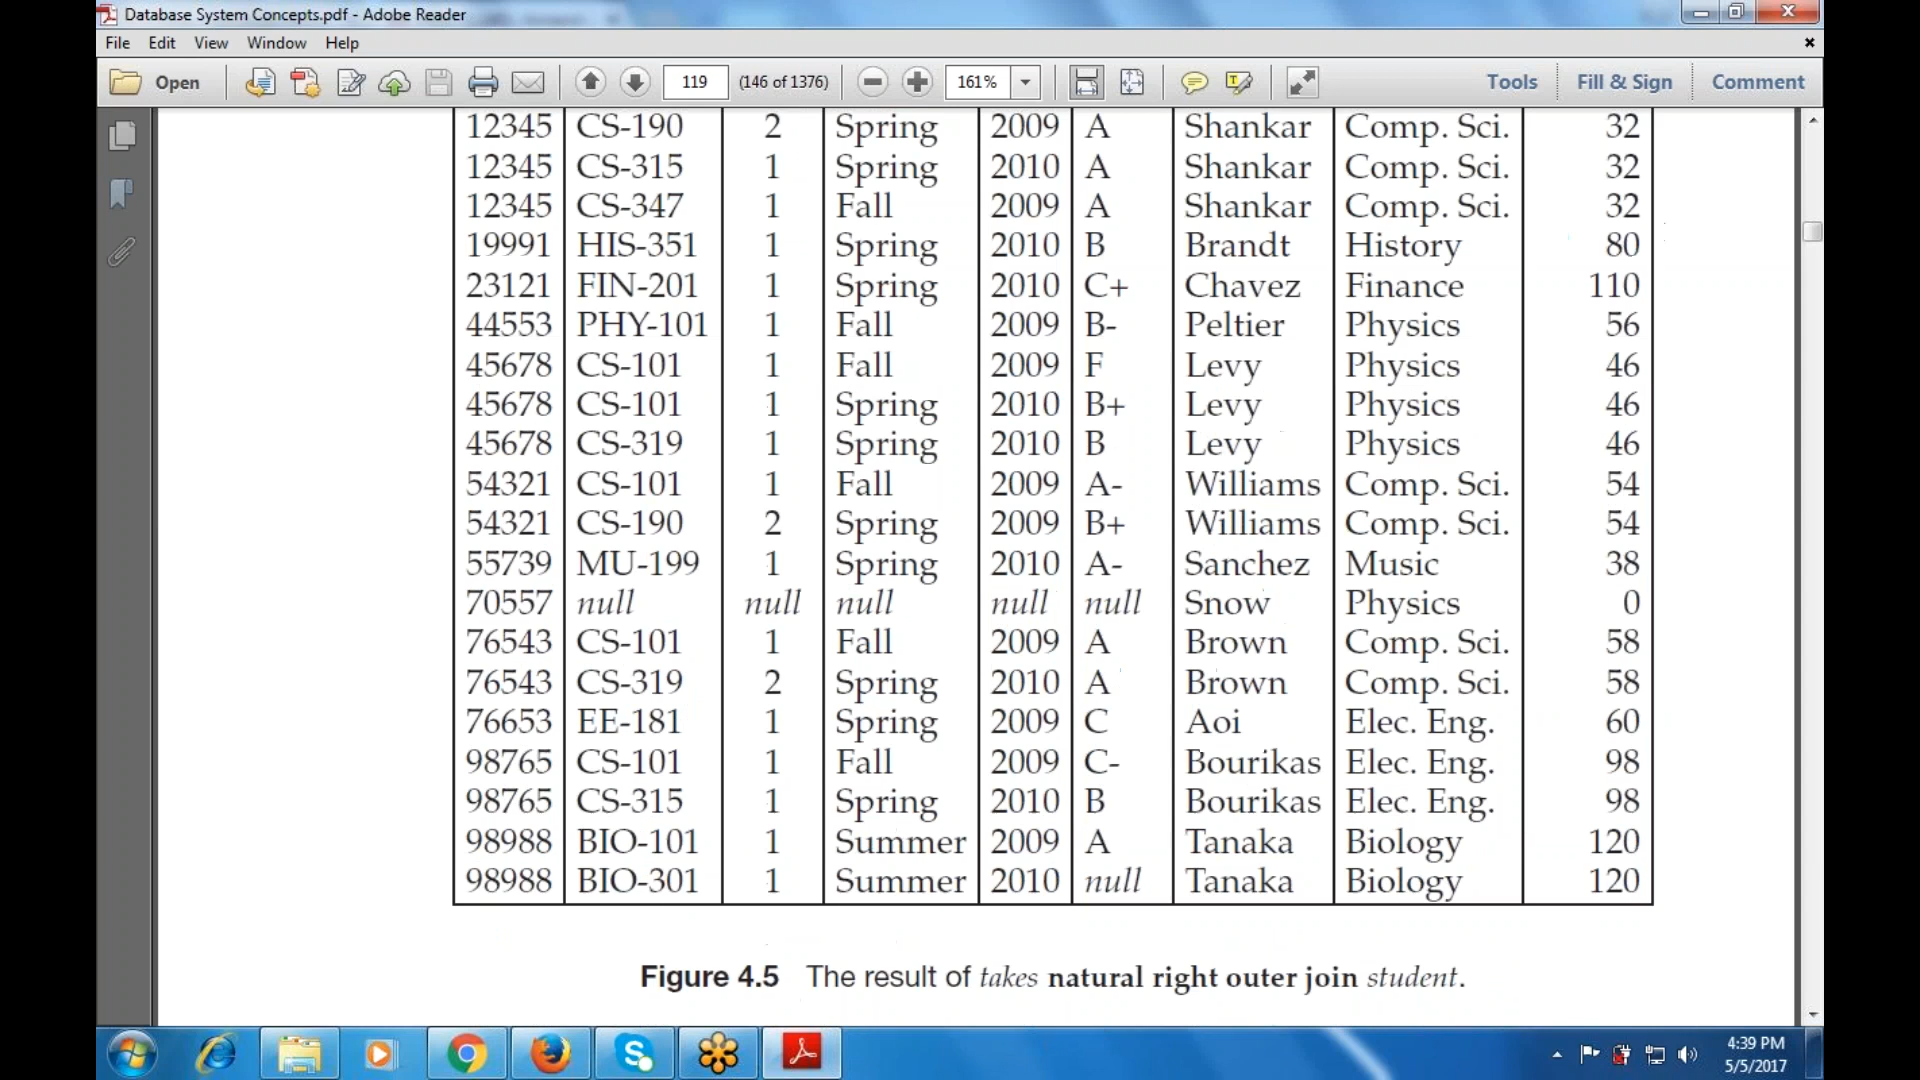 Database System Concepts.pdf - Adobe Reader
File Edit View Window Help
Open 119 (146 of 1376) 161% Tools Fill & Sign Comment
12345 CS-190 2 Spring 2009 A Shankar Comp. Sci. 32
12345 CS-315 1 Spring 2010 A Shankar Comp. Sci. 32
12345 CS-347 1 Fall 2009 A Shankar Comp. Sci. 32
19991 HIS-351 1 Spring 2010 B Brandt History 80
23121 FIN-201 1 Spring 2010 C+ Chavez Finance 110
44553 PHY-101 1 Fall 2009 B- Peltier Physics 56
45678 CS-101 1 Fall 2009 F Levy Physics 46
45678 CS-101 1 Spring 2010 B+ Levy Physics 46
45678 CS-319 1 Spring 2010 B Levy Physics 46
54321 CS-101 1 Fall 2009 A- Williams Comp. Sci. 54
54321 CS-190 2 Spring 2009 B+ Williams Comp. Sci. 54
55739 MU-199 1 Spring 2010 A- Sanchez Music 38
70557 null null null null null Snow Physics 0
76543 CS-101 1 Fall 2009 A Brown Comp. Sci. 58
76543 CS-319 2 Spring 2010 A Brown Comp. Sci. 58
76653 EE-181 1 Spring 2009 C Aoi Elec. Eng. 60
98765 CS-101 1 Fall 2009 C- Bourikas Elec. Eng. 98
98765 CS-315 1 Spring 2010 B Bourikas Elec. Eng. 98
98988 BIO-101 1 Summer 2009 A Tanaka Biology 120
98988 BIO-301 1 Summer 2010 null Tanaka Biology 120
Figure 4.5 The result of takes natural right outer join student.
4:39 PM
5/5/2017